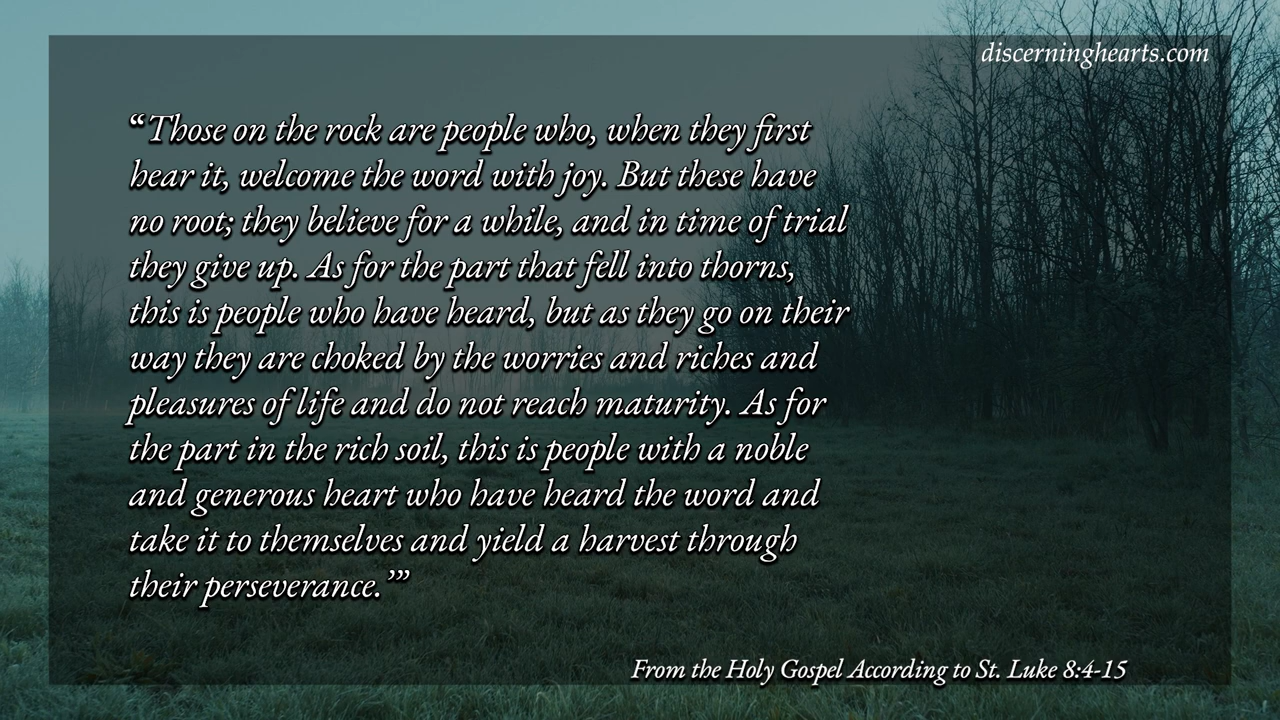 discerninghearts.com
“Those on the rock are people who, when they first
hear it, welcome the word with joy. But these have
no root; they believe for a while, and in time of trial
they give up. As for the part that fell into thorns,
this is people who have heard, but as they go on their
way they are choked by the worries and riches and
pleasures of life and do not reach maturity. As for
the part in the rich soil, this is people with a noble
and generous heart who have heard the word and
take it to themselves and yield a harvest through
their perseverance.’”
From the Holy Gospel According to St. Luke 8:4-15